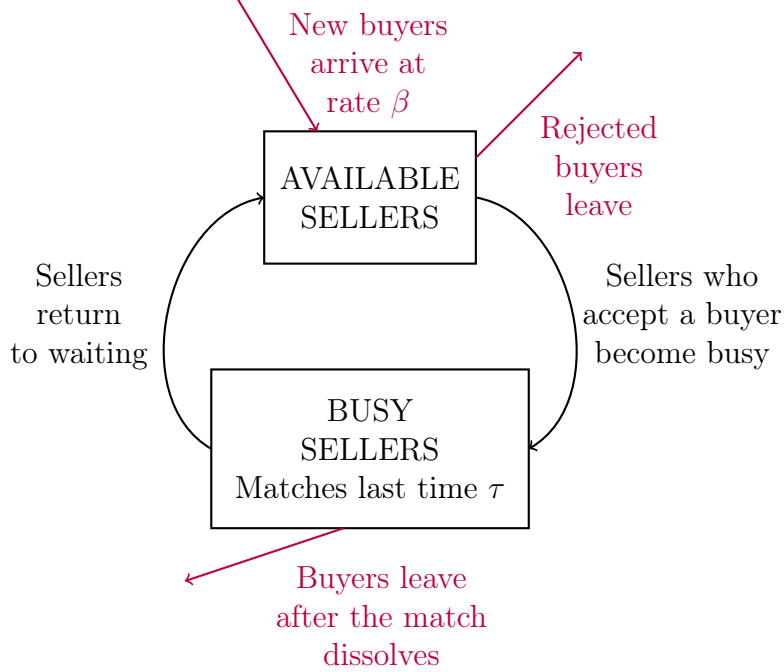 New buyers
arrive at
rate β
Rejected
buyers
leave
AVAILABLE
SELLERS
Sellers
return
to waiting
Sellers who
accept a buyer
become busy
BUSY
SELLERS
Matches last time τ
Buyers leave
after the match
dissolves